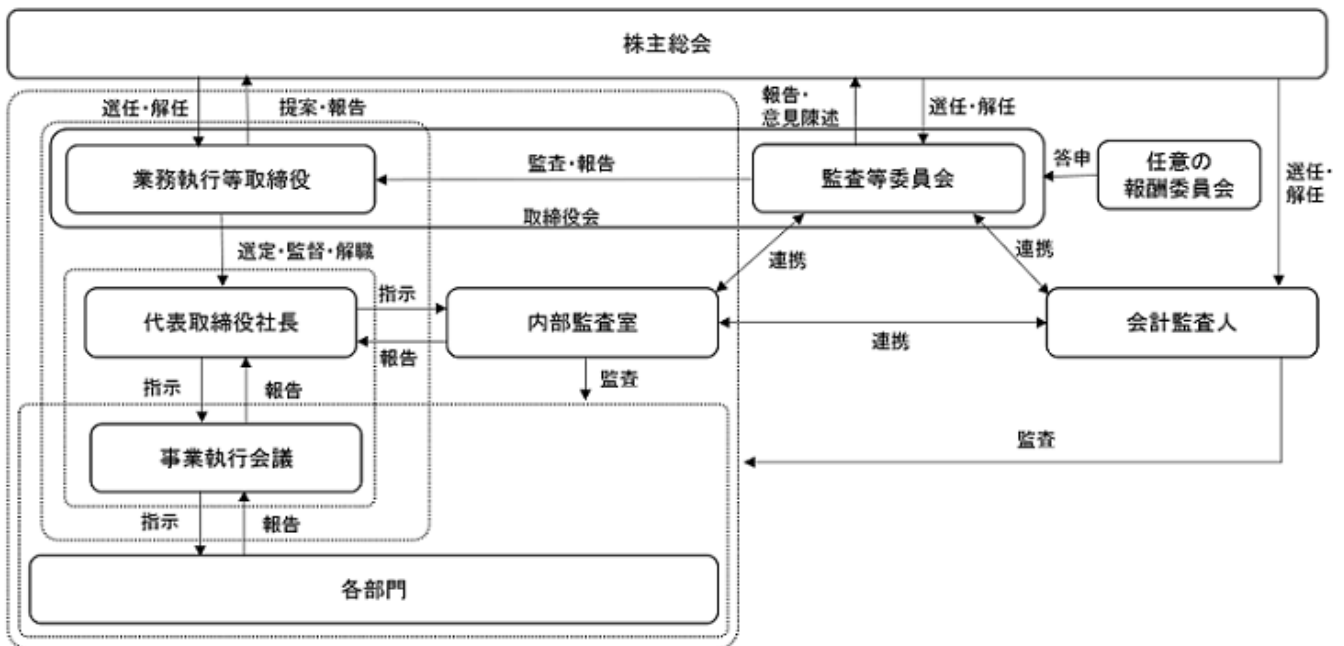 株主総会
選任・解任
提案・報告
報告・
意見陳述
選任・解任
選任・
解任
業務執行等取締役
監査・報告
監査等委員会
答申
任意の
報酬委員会
取締役会
選定・監督・解職
連携
連携
代表取締役社長
指示
報告
内部監査室
連携
会計監査人
指示
報告
監査
事業執行会議
監査
指示
報告
各部門